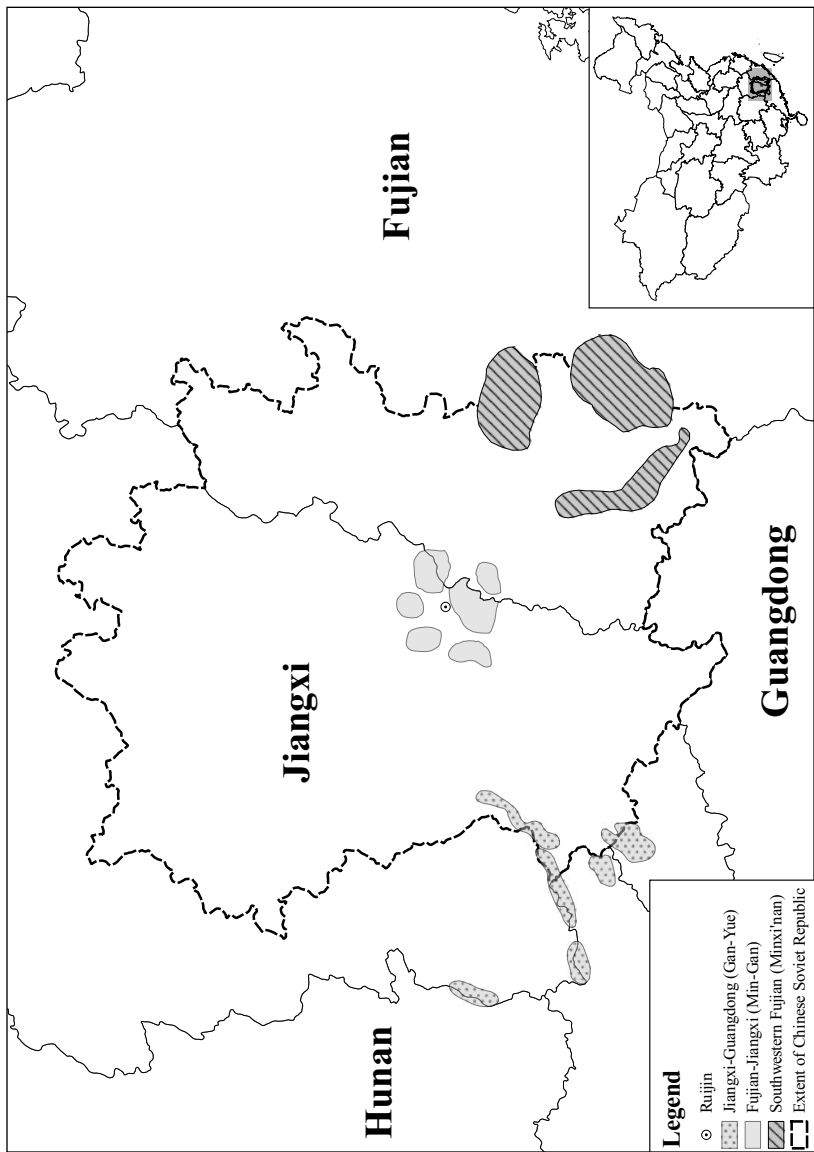 Hunan
Jiangxi
Fujian
Guangdong
Legend
Ruijin
Jiangxi-Guangdong (Gan-Yue)
Fujian-Jiangxi (Min-Gan)
Southwestern Fujian (Minxi'nan)
Extent of Chinese Soviet Republic